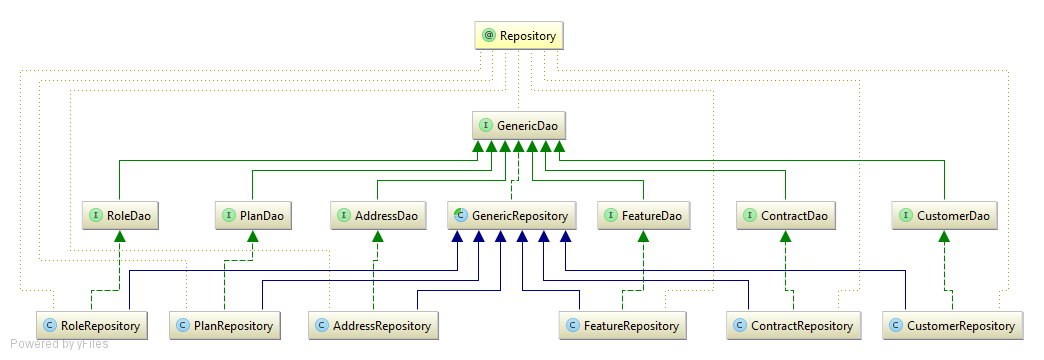 @ Repository
I GenericDao
I RoleDao
I PlanDao
I AddressDao
C GenericRepository
I FeatureDao
I ContractDao
I CustomerDao
C RoleRepository
C PlanRepository
C AddressRepository
C FeatureRepository
C ContractRepository
C CustomerRepository
Powered by yFiles